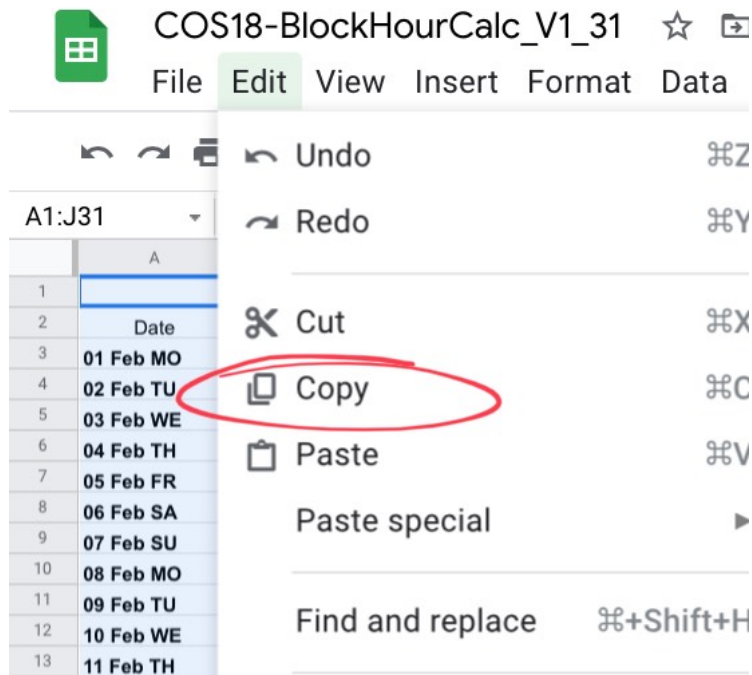 COS18-BlockHourCalc_V1_31
File Edit View Insert Format Data
Undo ⌘Z
Redo ⌘Y
A1:J31
A
1
2 Date
Cut ⌘X
3 01 Feb MO
4 02 Feb TU
Copy ⌘C
5 03 Feb WE
6 04 Feb TH
Paste ⌘V
7 05 Feb FR
8 06 Feb SA
Paste special
9 07 Feb SU
10 08 Feb MO
11 09 Feb TU
Find and replace ⌘+Shift+H
12 10 Feb WE
13 11 Feb TH